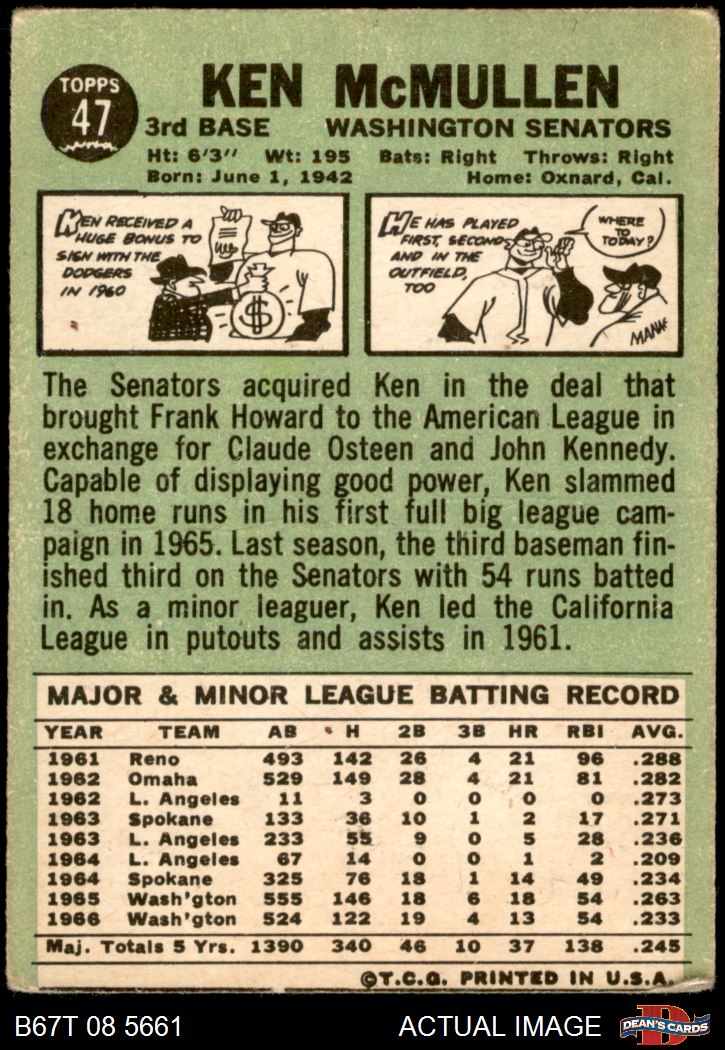 TOPPS
47
KEN McMULLEN
3rd BASE WASHINGTON SENATORS
Ht: 6'3" Wt: 195 Bats: Right Throws: Right
Born: June 1, 1942 Home: Oxnard, Cal.
KEN RECEIVED A
HUGE BONUS TO
SIGN WITH THE
DODGERS
IN 1960
$
HE HAS PLAYED
FIRST, SECOND
AND IN THE
OUTFIELD,
TOO
WHERE
TO
TODAY?
The Senators acquired Ken in the deal that
brought Frank Howard to the American League in
exchange for Claude Osteen and John Kennedy.
Capable of displaying good power, Ken slammed
18 home runs in his first full big league cam-
paign in 1965. Last season, the third baseman fin-
ished third on the Senators with 54 runs batted
in. As a minor leaguer, Ken led the California
League in putouts and assists in 1961.
MAJOR & MINOR LEAGUE BATTING RECORD
YEAR TEAM AB H 2B 3B HR RBI AVG.
1961 Reno 493 142 26 4 21 96 .288
1962 Omaha 529 149 28 4 21 81 .282
1962 L. Angeles 11 3 0 0 0 0 .273
1963 Spokane 133 36 10 1 2 17 .271
1963 L. Angeles 233 55 9 0 5 28 .236
1964 L. Angeles 67 14 0 0 1 2 .209
1964 Spokane 325 76 18 1 14 49 .234
1965 Wash'gton 555 146 18 6 18 54 .263
1966 Wash'gton 524 122 19 4 13 54 .233
Maj. Totals 5 Yrs. 1390 340 46 10 37 138 .245
©T.C.G. PRINTED IN U.S.A.
B67T 08 5661 ACTUAL IMAGE
D
DEAN'S CARDS